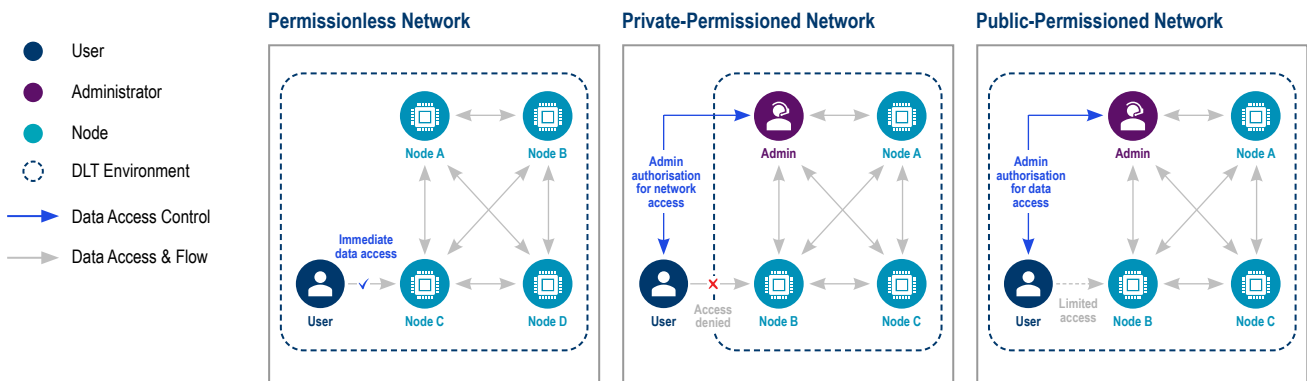 Permissionless Network
Private-Permissioned Network
Public-Permissioned Network
User
Administrator
Node
DLT Environment
Data Access Control
Data Access & Flow
Node A
Node B
Immediate
data access
User
Node C
Node D
Admin
Node A
Admin
authorisation
for network
access
User
Access
denied
Node B
Node C
Admin
Node A
Admin
authorisation
for data
access
User
Limited
access
Node B
Node C